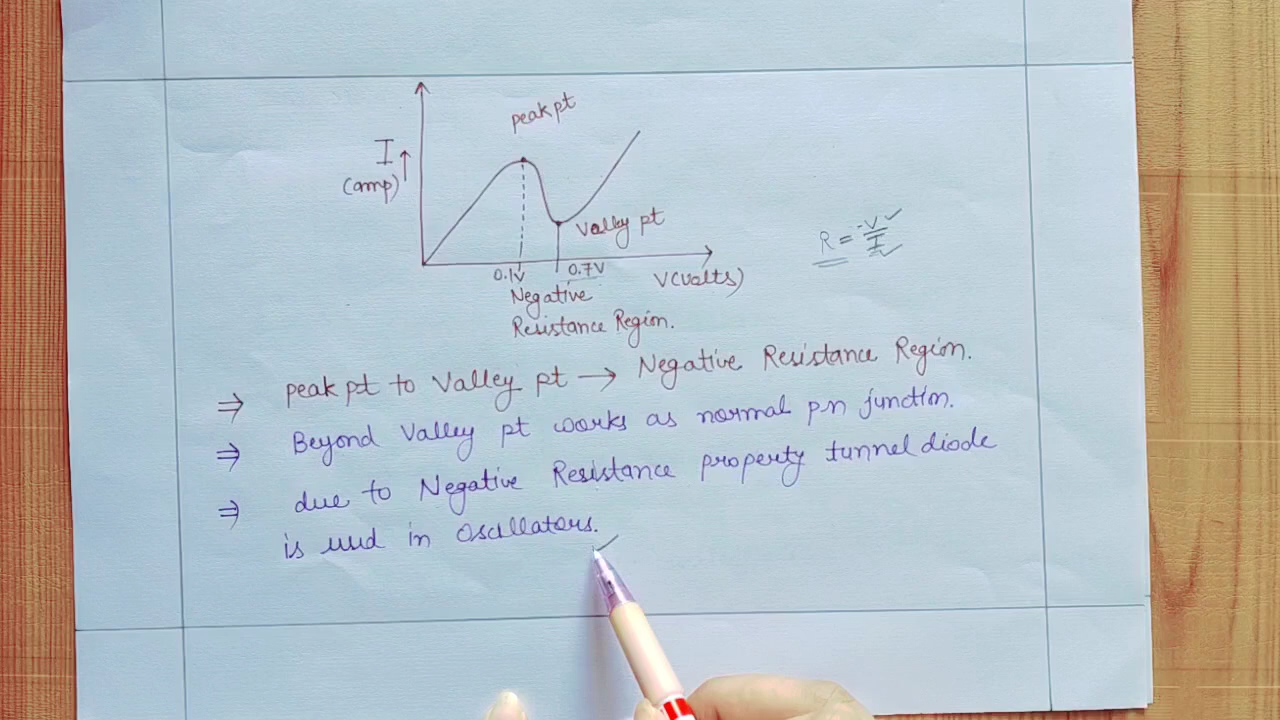 peak pt
I
(amp)
valley pt
R = -V/I
0.1V 0.7V
V(volts)
Negative
Resistance Region.
⇒ peak pt to Valley pt → Negative Resistance Region.
⇒ Beyond Valley pt works as normal pn junction.
⇒ due to Negative Resistance property tunnel diode
is used in oscillators.